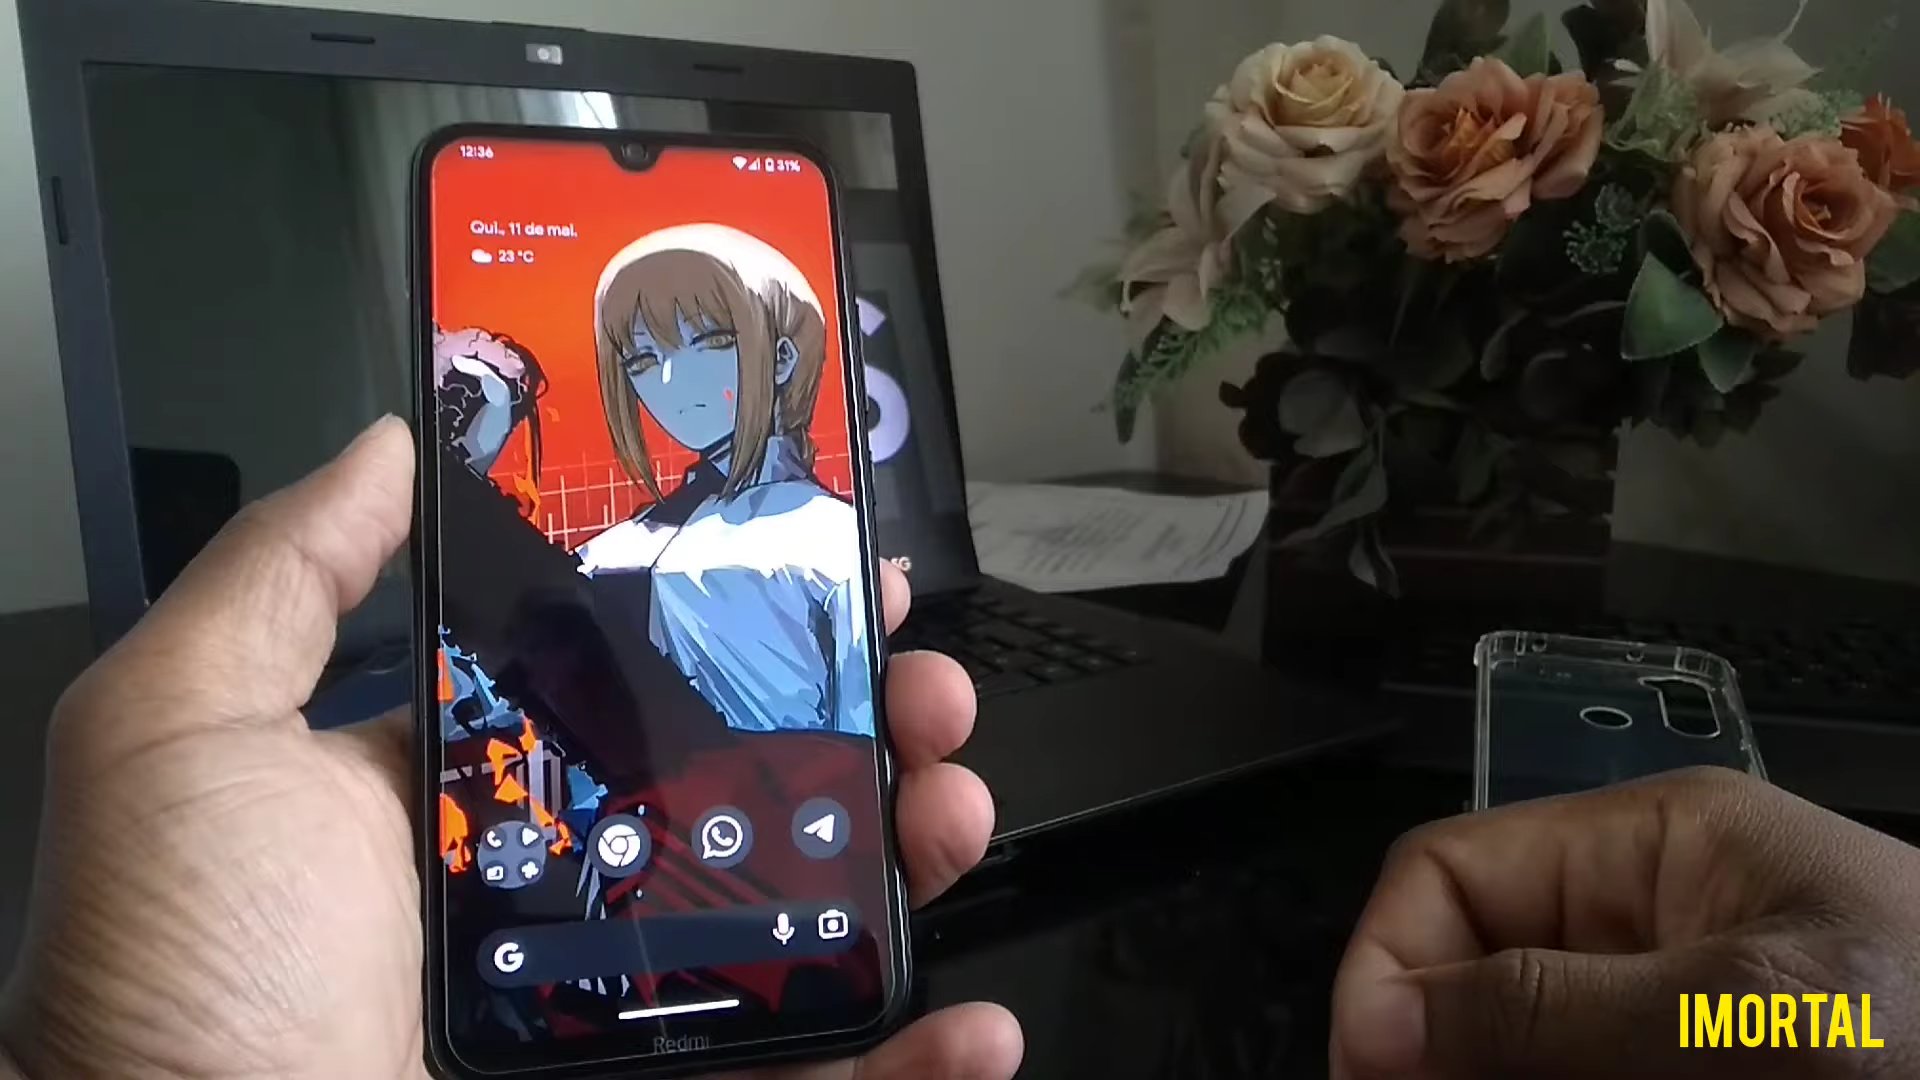 12:36
31%
Qui., 11 de mai.
23 °C
G
Redmi
IMORTAL